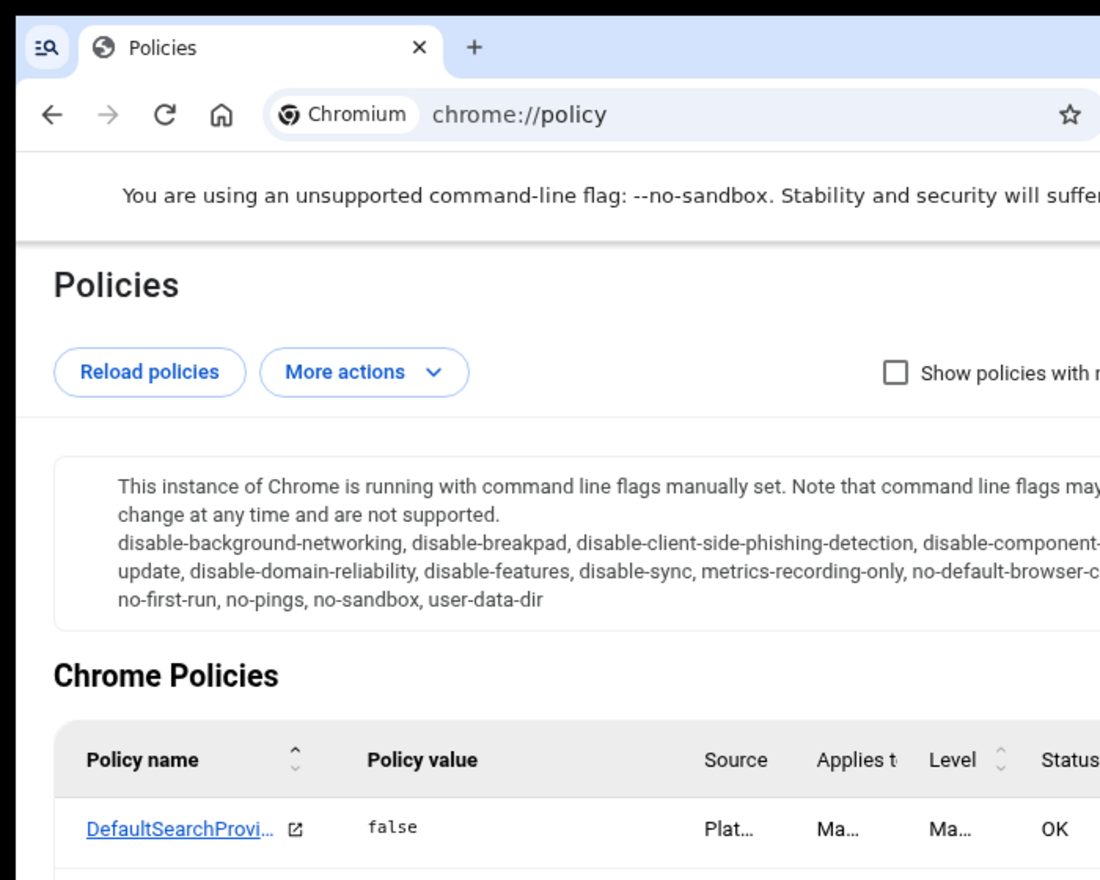 Policies
Chromium chrome://policy
You are using an unsupported command-line flag: --no-sandbox. Stability and security will suffer
Policies
Reload policies More actions Show policies with
This instance of Chrome is running with command line flags manually set. Note that command line flags may
change at any time and are not supported.
disable-background-networking, disable-breakpad, disable-client-side-phishing-detection, disable-component-
update, disable-domain-reliability, disable-features, disable-sync, metrics-recording-only, no-default-browser-c
no-first-run, no-pings, no-sandbox, user-data-dir
Chrome Policies
Policy name Policy value Source Applies t Level Status
DefaultSearchProvi... false Plat... Ma... Ma... OK